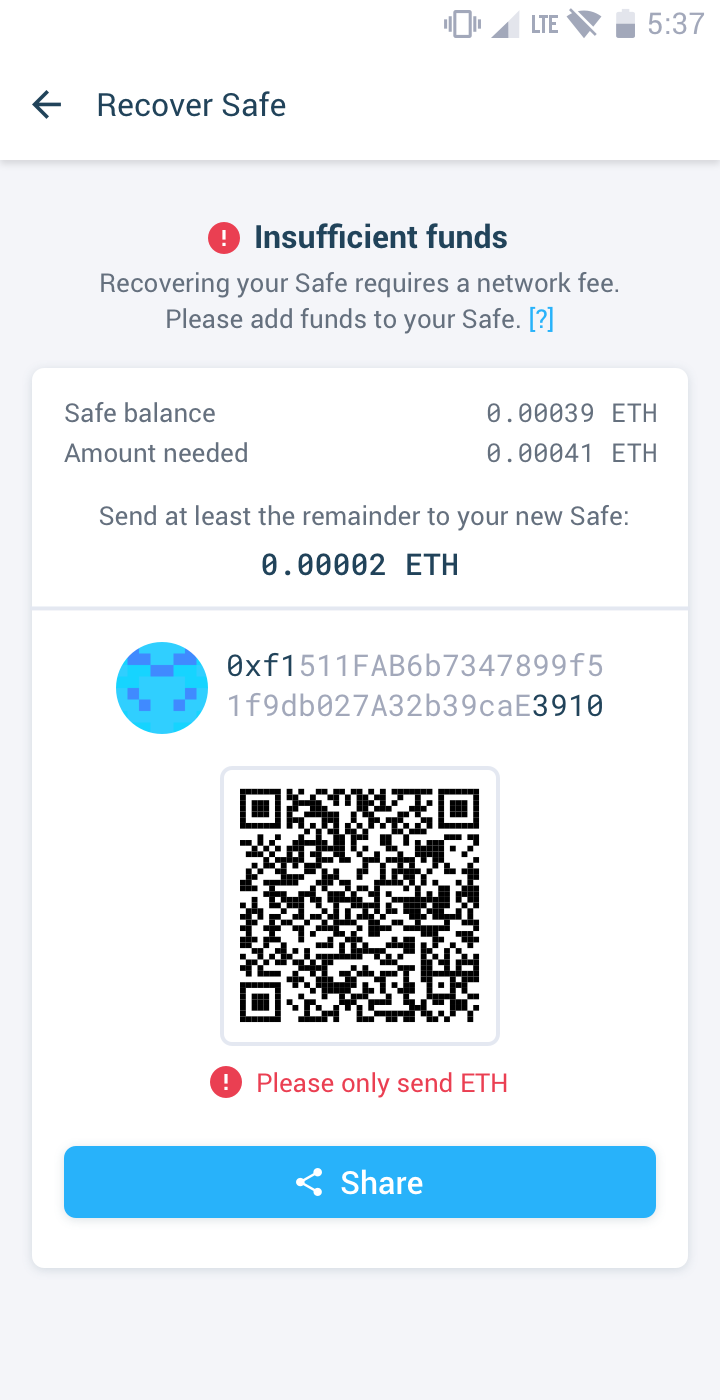 LTE 5:37
Recover Safe
! Insufficient funds
Recovering your Safe requires a network fee.
Please add funds to your Safe. [?]
Safe balance 0.00039 ETH
Amount needed 0.00041 ETH
Send at least the remainder to your new Safe:
0.00002 ETH
0xf1511FAB6b7347899f5
1f9db027A32b39caE3910
! Please only send ETH
Share